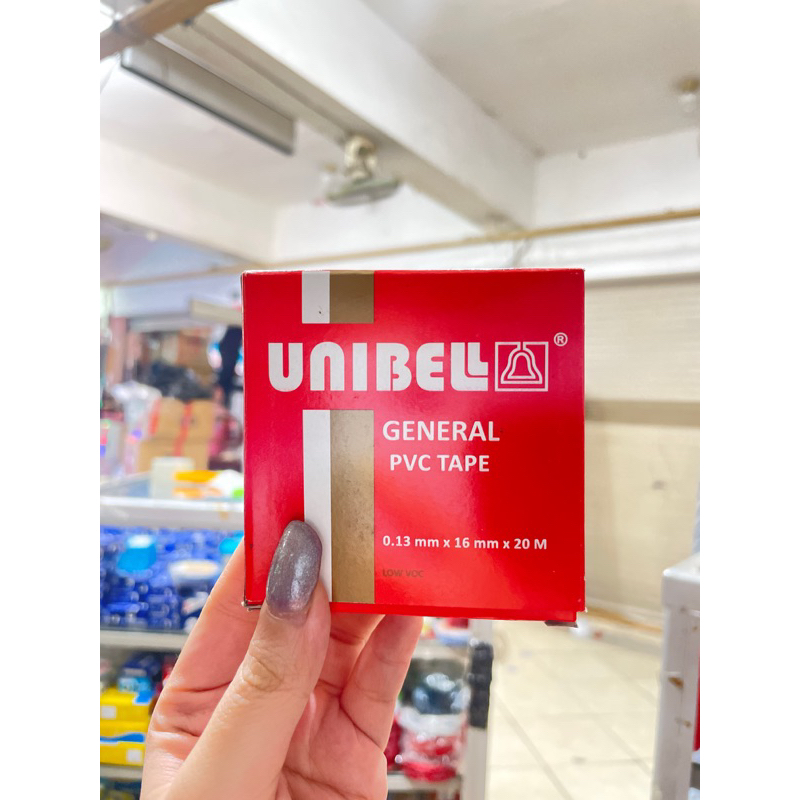 UNIBELL ®
GENERAL
PVC TAPE
0.13 mm x 16 mm x 20 M
LOW VOC